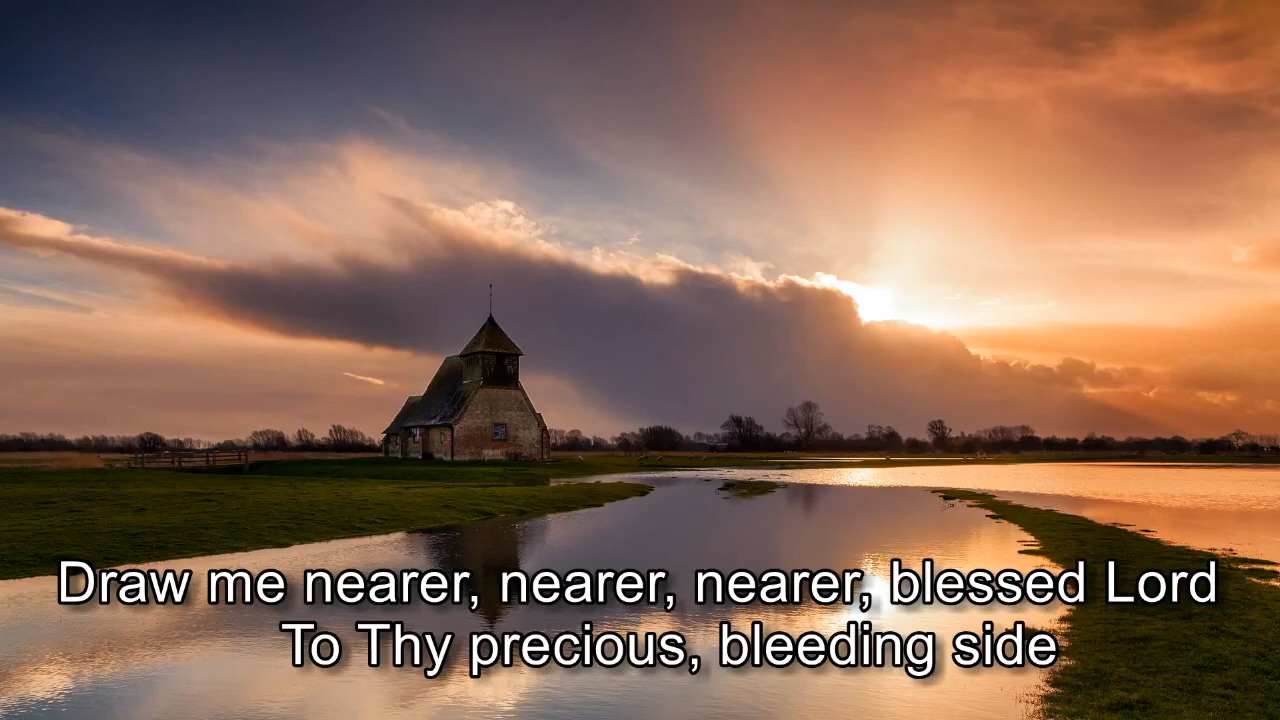 Draw me nearer, nearer, nearer, blessed Lord
To Thy precious, bleeding side